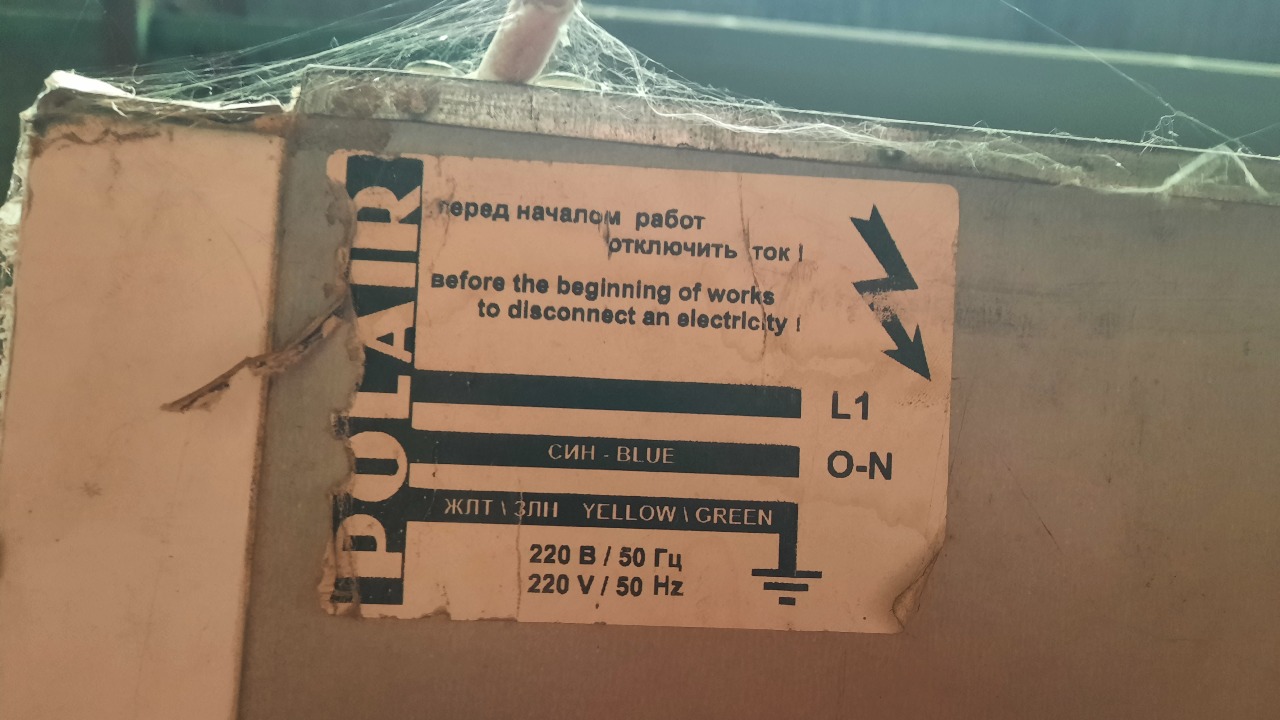 POLAIR
перед началом работ
отключить ток !
Before the beginning of works
to disconnect an electricity !
L1
СИН - BLUE
O-N
ЖЛТ \ ЗЛН YELLOW \ GREEN
220 В / 50 Гц
220 V / 50 Hz